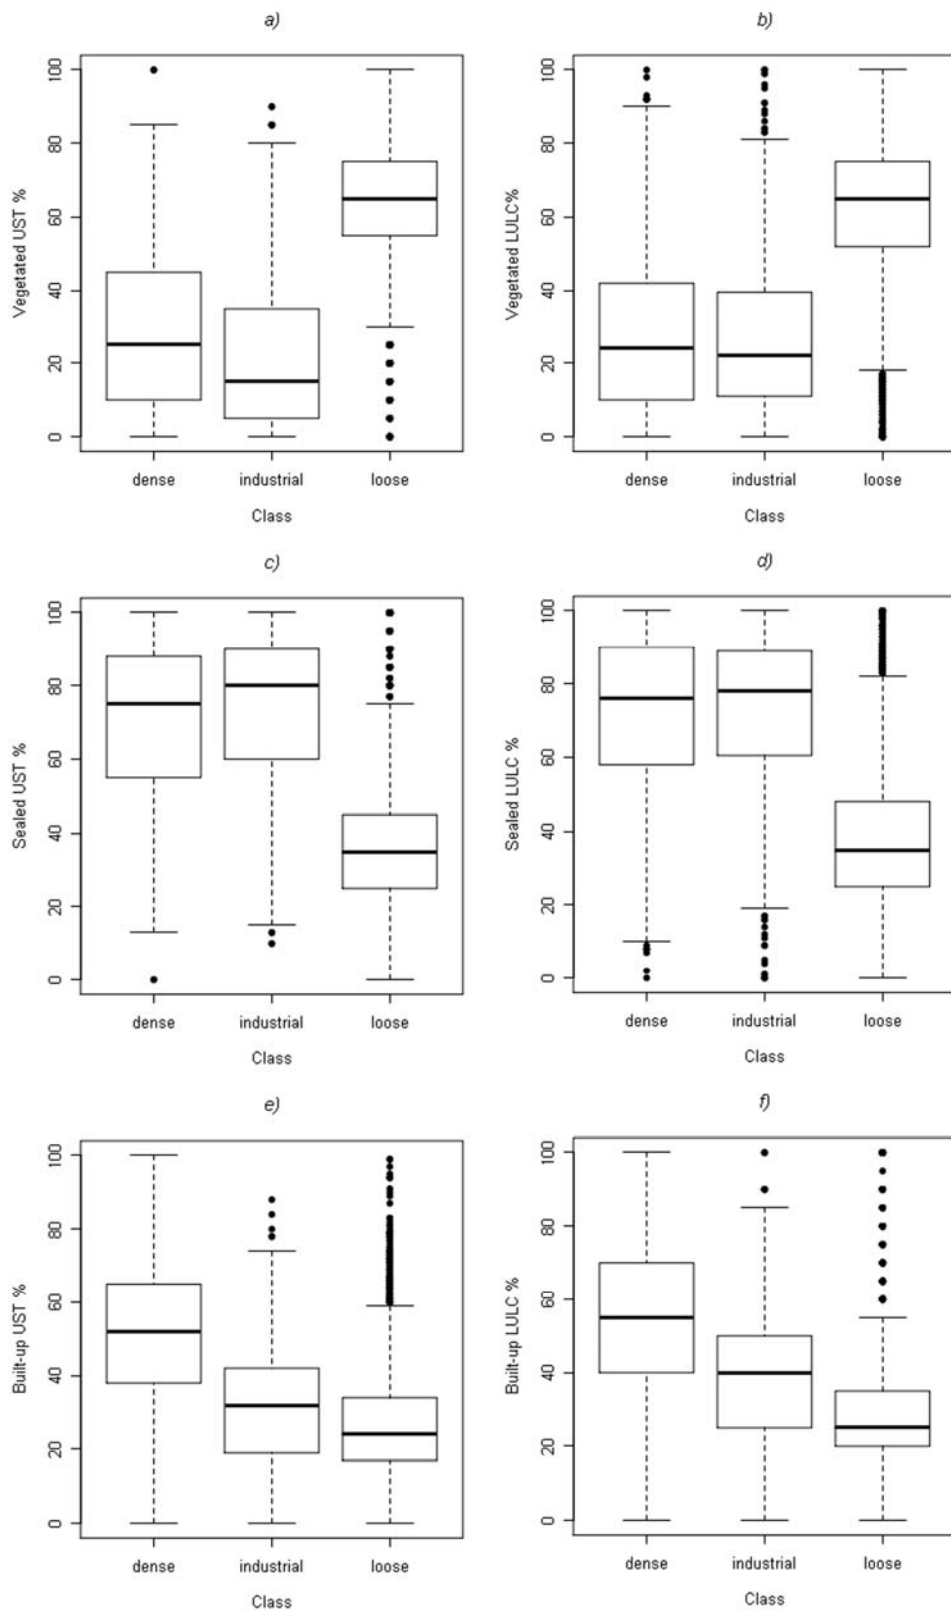 a)
100
80
60
40
20
0
Vegetated UST %
dense industrial loose
Class
b)
100
80
60
40
20
0
Vegetated LULC%
dense industrial loose
Class
c)
100
80
60
40
20
0
Sealed UST %
dense industrial loose
Class
d)
100
80
60
40
20
0
Sealed LULC %
dense industrial loose
Class
e)
100
80
60
40
20
0
Built-up UST %
dense industrial loose
Class
f)
100
80
60
40
20
0
Built-up LULC %
dense industrial loose
Class